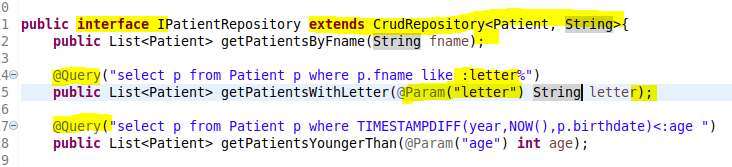 0
1 public interface IPatientRepository extends CrudRepository<Patient, String>{
2 public List<Patient> getPatientsByFname(String fname);
3
4 @Query("select p from Patient p where p.fname like :letter%")
5 public List<Patient> getPatientsWithLetter(@Param("letter") String letter);
6
7 @Query("select p from Patient p where TIMESTAMPDIFF(year,NOW(),p.birthdate)<:age ")
8 public List<Patient> getPatientsYoungerThan(@Param("age") int age);
9